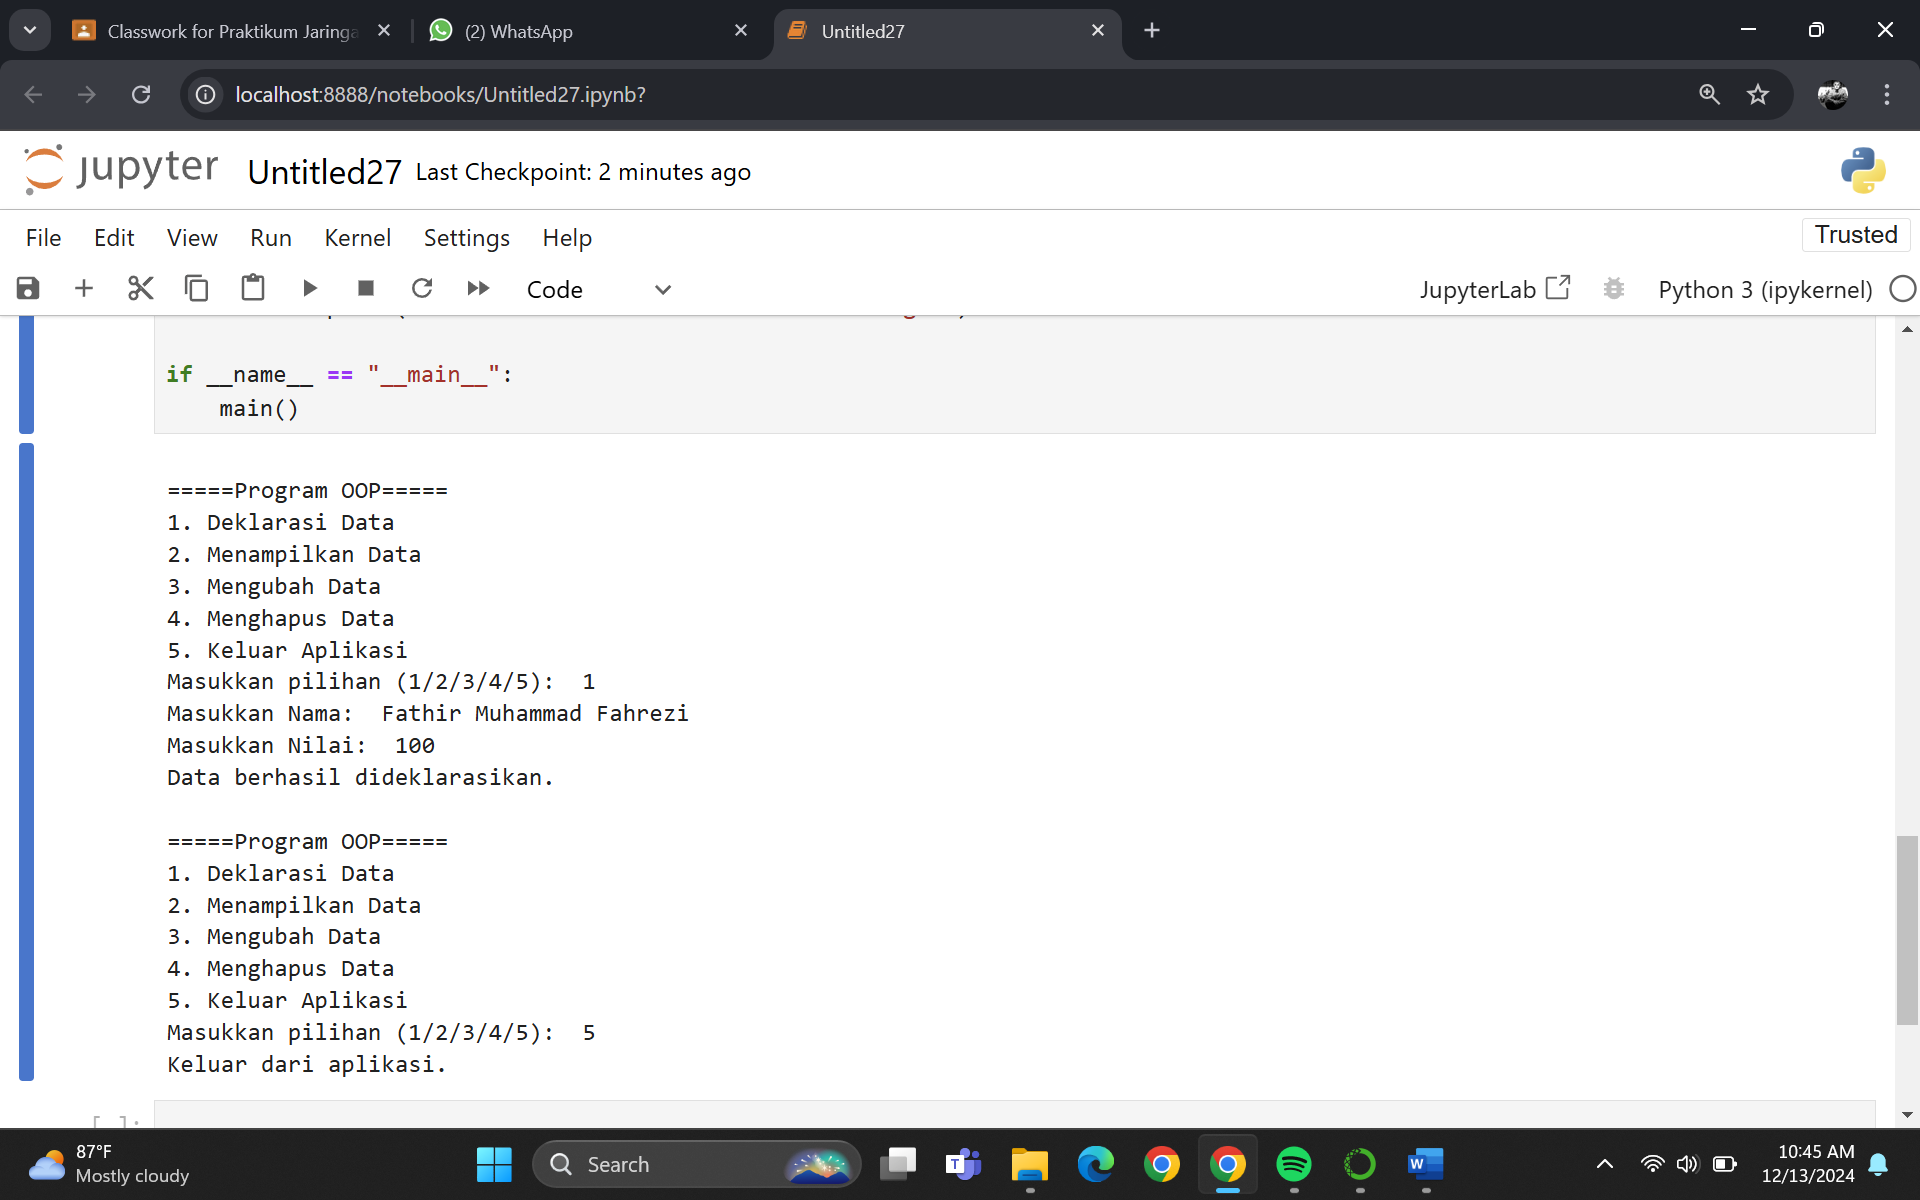 Classwork for Praktikum Jaringa
(2) WhatsApp
Untitled27
localhost:8888/notebooks/Untitled27.ipynb?
jupyter Untitled27 Last Checkpoint: 2 minutes ago
File Edit View Run Kernel Settings Help Trusted
Code JupyterLab Python 3 (ipykernel)
if __name__ == "__main__":
    main()
=====Program OOP=====
1. Deklarasi Data
2. Menampilkan Data
3. Mengubah Data
4. Menghapus Data
5. Keluar Aplikasi
Masukkan pilihan (1/2/3/4/5):  1
Masukkan Nama:  Fathir Muhammad Fahrezi
Masukkan Nilai:  100
Data berhasil dideklarasikan.
=====Program OOP=====
1. Deklarasi Data
2. Menampilkan Data
3. Mengubah Data
4. Menghapus Data
5. Keluar Aplikasi
Masukkan pilihan (1/2/3/4/5):  5
Keluar dari aplikasi.
[ ]:
87°F
Mostly cloudy
Search
10:45 AM
12/13/2024